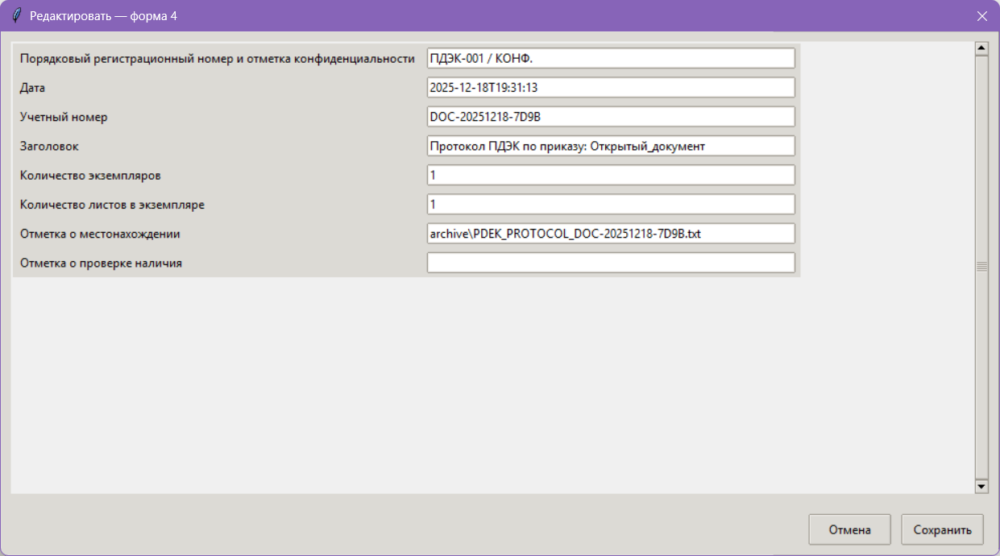 Редактировать — форма 4
Порядковый регистрационный номер и отметка конфиденциальности ПДЭК-001 / КОНФ.
Дата 2025-12-18T19:31:13
Учетный номер DOC-20251218-7D9B
Заголовок Протокол ПДЭК по приказу: Открытый_документ
Количество экземпляров 1
Количество листов в экземпляре 1
Отметка о местонахождении archive\PDEK_PROTOCOL_DOC-20251218-7D9B.txt
Отметка о проверке наличия
Отмена Сохранить